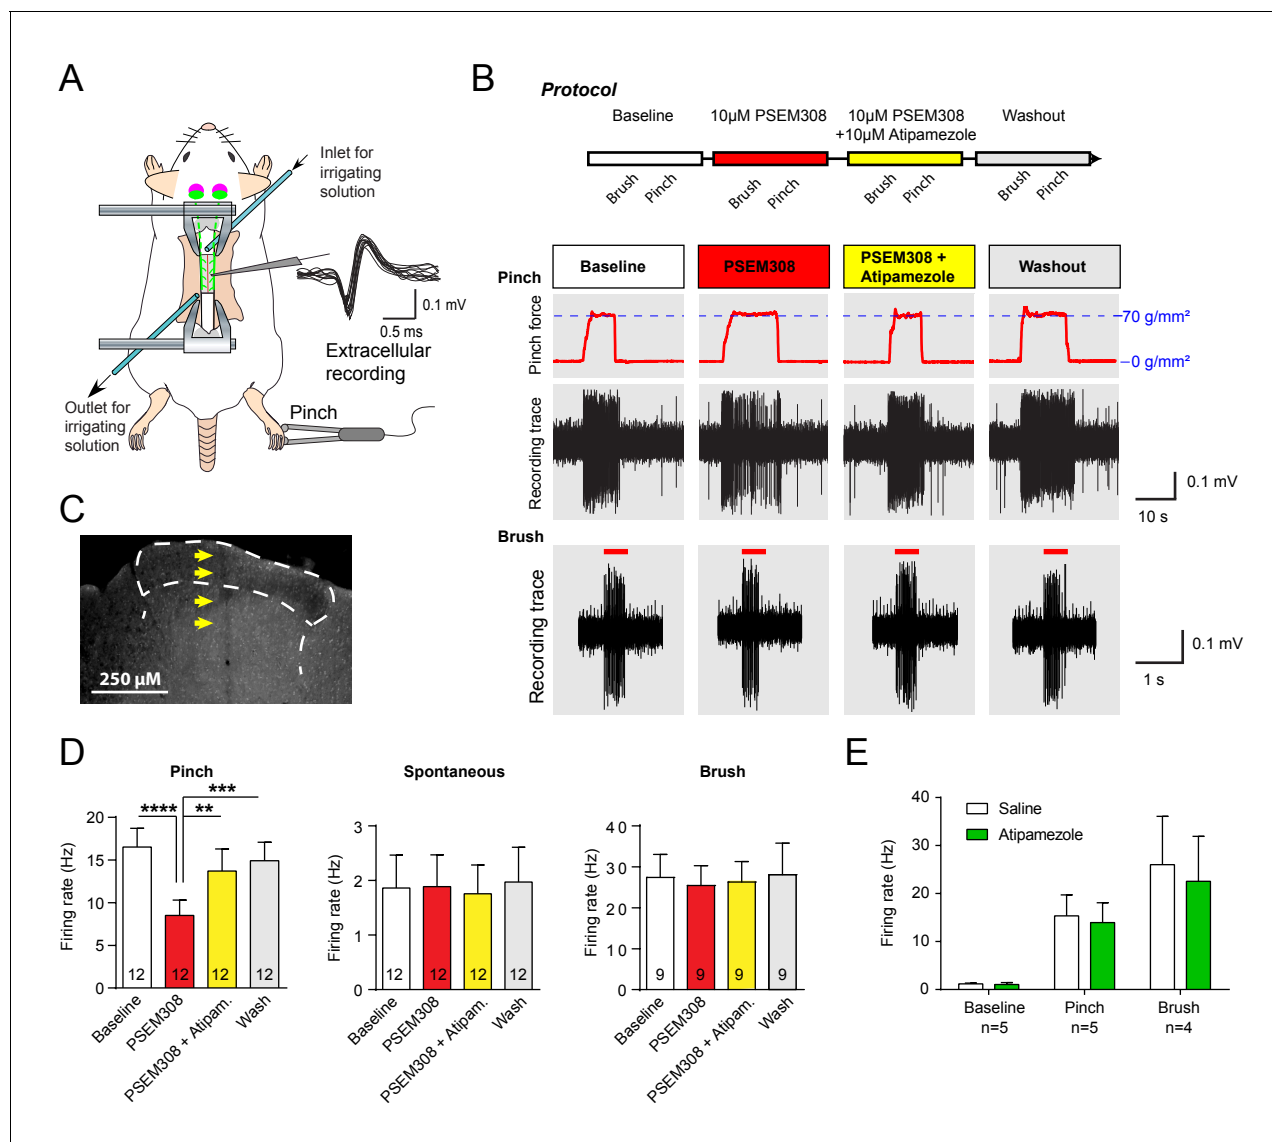 A
Inlet for
irrigating
solution
0.1 mV
0.5 ms
Extracellular
recording
Outlet for
irrigating
solution
Pinch
B
Protocol
Baseline
10µM PSEM308
10µM PSEM308
+10µM Atipamezole
Washout
Brush
Pinch
Brush
Pinch
Brush
Pinch
Brush
Pinch
Pinch
Baseline
PSEM308
PSEM308 +
Atipamezole
Washout
Pinch force
70 g/mm²
0 g/mm²
Recording trace
0.1 mV
10 s
Brush
Recording trace
0.1 mV
1 s
C
250 µM
D
Pinch
**** ** ***
Firing rate (Hz)
20
15
10
5
0
12 12 12 12
Baseline
PSEM308
PSEM308 + Atipam.
Wash
Spontaneous
Firing rate (Hz)
3
2
1
0
12 12 12 12
Baseline
PSEM308
PSEM308 + Atipam.
Wash
Brush
Firing rate (Hz)
40
30
20
10
0
9 9 9 9
Baseline
PSEM308
PSEM308 + Atipam.
Wash
E
Saline
Atipamezole
Firing rate (Hz)
40
30
20
10
0
Baseline
n=5
Pinch
n=5
Brush
n=4